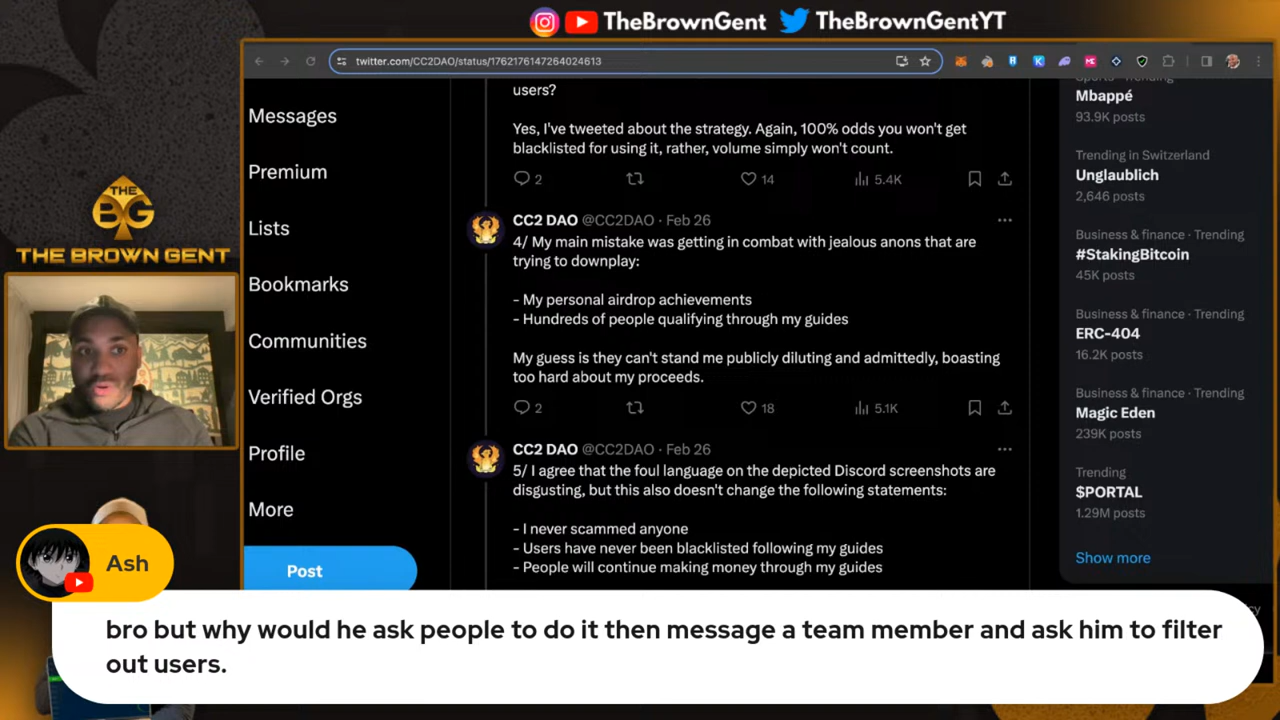 TheBrownGent TheBrownGentYT
twitter.com/CC2DAO/status/1762176147264024613
THE
BG
THE BROWN GENT
Messages
Premium
Lists
Bookmarks
Communities
Verified Orgs
Profile
More
Post
users?
Yes, I've tweeted about the strategy. Again, 100% odds you won't get
blacklisted for using it, rather, volume simply won't count.
2 14 5.4K
CC2 DAO @CC2DAO · Feb 26
4/ My main mistake was getting in combat with jealous anons that are
trying to downplay:
- My personal airdrop achievements
- Hundreds of people qualifying through my guides
My guess is they can't stand me publicly diluting and admittedly, boasting
too hard about my proceeds.
2 18 5.1K
CC2 DAO @CC2DAO · Feb 26
5/ I agree that the foul language on the depicted Discord screenshots are
disgusting, but this also doesn't change the following statements:
- I never scammed anyone
- Users have never been blacklisted following my guides
- People will continue making money through my guides
Sports · Trending
Mbappé
93.9K posts
Trending in Switzerland
Unglaublich
2,646 posts
Business & finance · Trending
#StakingBitcoin
45K posts
Business & finance · Trending
ERC-404
16.2K posts
Business & finance · Trending
Magic Eden
239K posts
Trending
$PORTAL
1.29M posts
Show more
Ash
bro but why would he ask people to do it then message a team member and ask him to filter
out users.